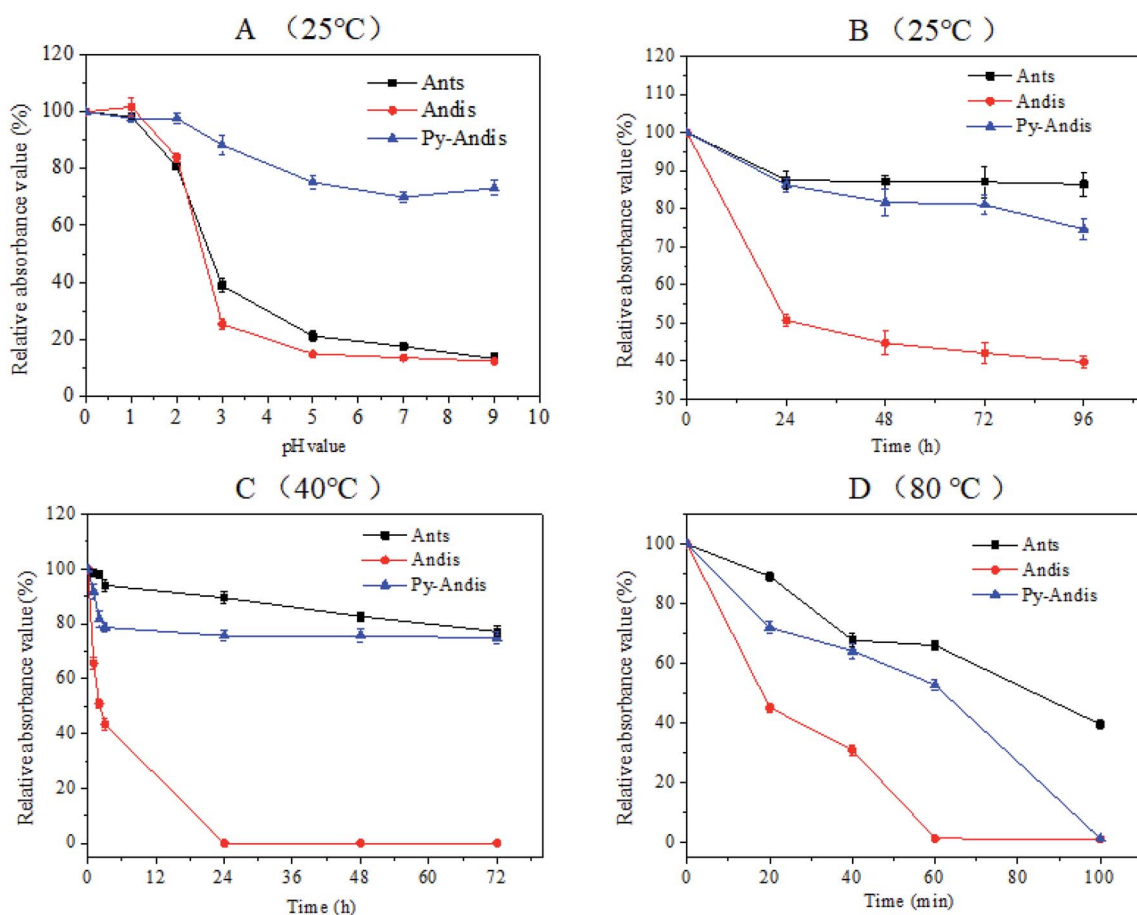 A （25℃）
120
100
80
60
40
20
0
Relative absorbance value (%)
Ants
Andis
Py-Andis
0 1 2 3 4 5 6 7 8 9 10
pH value
B （25℃）
120
110
100
90
80
70
60
50
40
30
Relative absorbance value (%)
Ants
Andis
Py-Andis
0 24 48 72 96
Time (h)
C （40℃ ）
120
100
80
60
40
20
0
Relative absorbance value (%)
Ants
Andis
Py-Andis
0 12 24 36 48 60 72
Time (h)
D （80 ℃ ）
100
80
60
40
20
0
Relative absorbance value (%)
Ants
Andis
Py-Andis
0 20 40 60 80 100
Time (min)